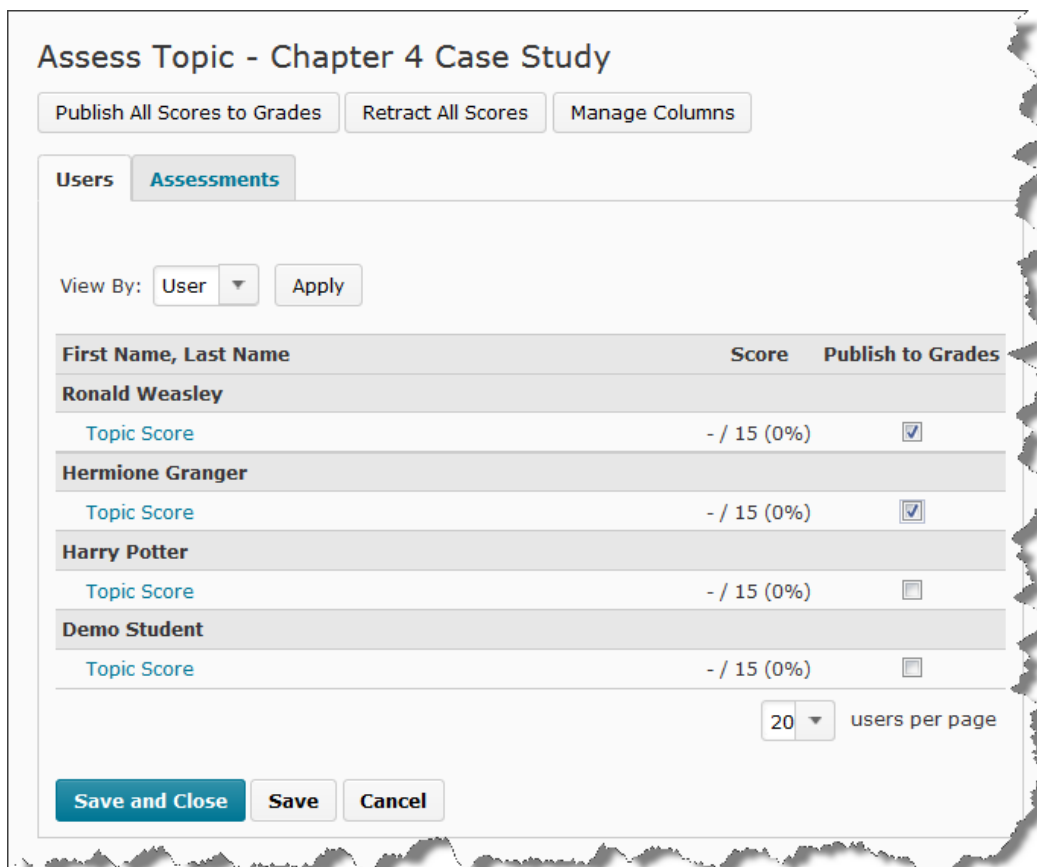 Assess Topic - Chapter 4 Case Study
Publish All Scores to Grades Retract All Scores Manage Columns
Users Assessments
View By: User Apply
First Name, Last Name Score Publish to Grades
Ronald Weasley
Topic Score - / 15 (0%)
Hermione Granger
Topic Score - / 15 (0%)
Harry Potter
Topic Score - / 15 (0%)
Demo Student
Topic Score - / 15 (0%)
20 users per page
Save and Close Save Cancel